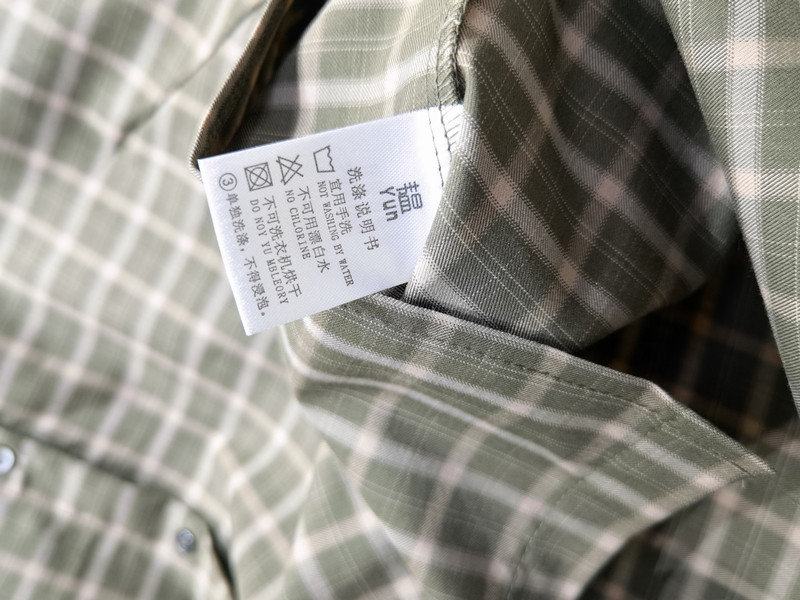 韫
yun
洗涤说明书
宜用手洗
NOT WASHING BY WATER
不可用漂白水
NO CHLORINE
不可洗衣机烘干
DO NOY YU MBLEORY
③单独洗涤,不得浸泡。